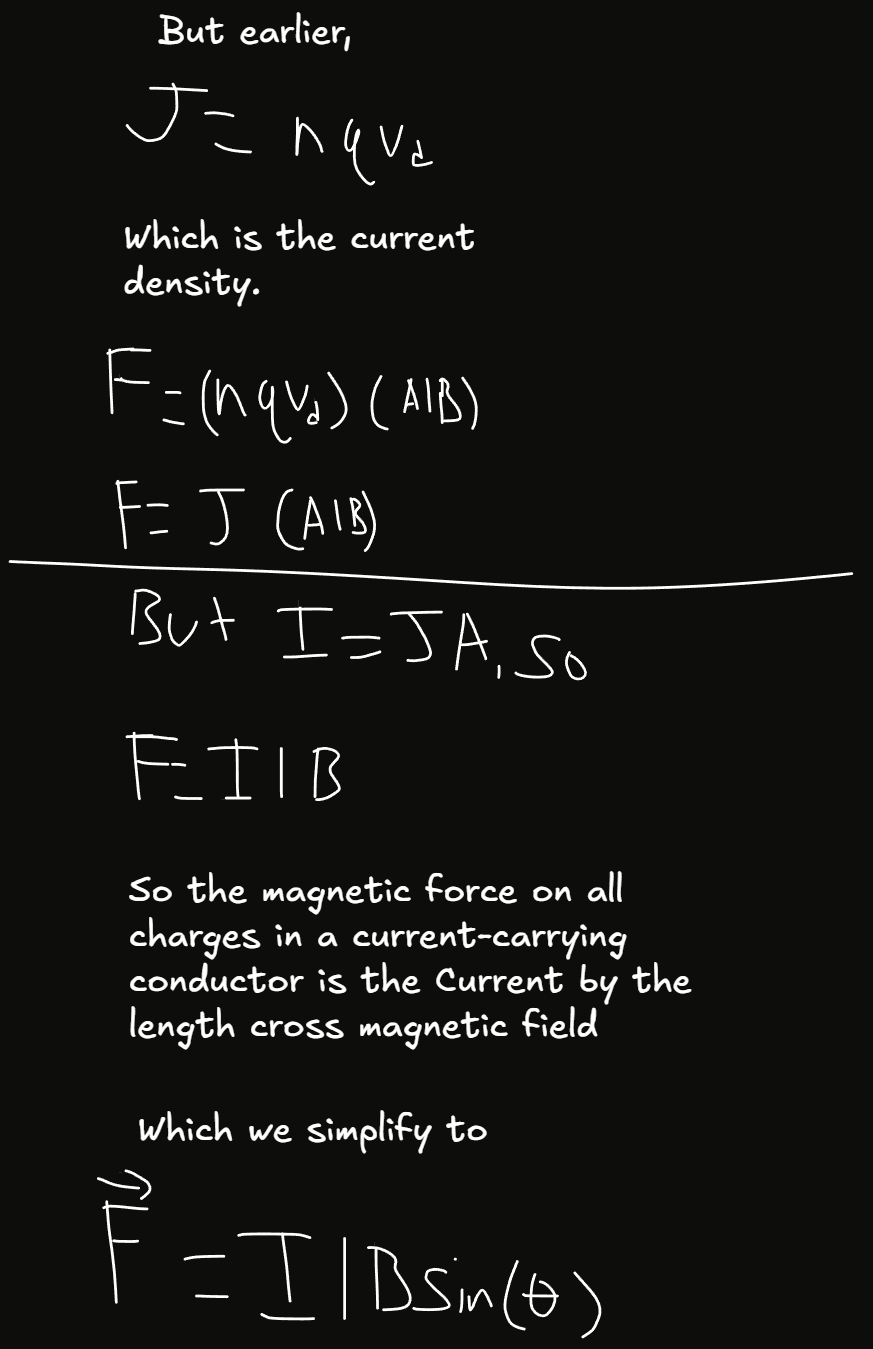 But earlier,
J = nqv_d
Which is the current
density.
F = (nqv_d) (AlB)
F = J (AlB)
But I = JA, so
F = I l B
So the magnetic force on all
charges in a current-carrying
conductor is the Current by the
length cross magnetic field
Which we simplify to
F⃗ = I l B sin(θ)